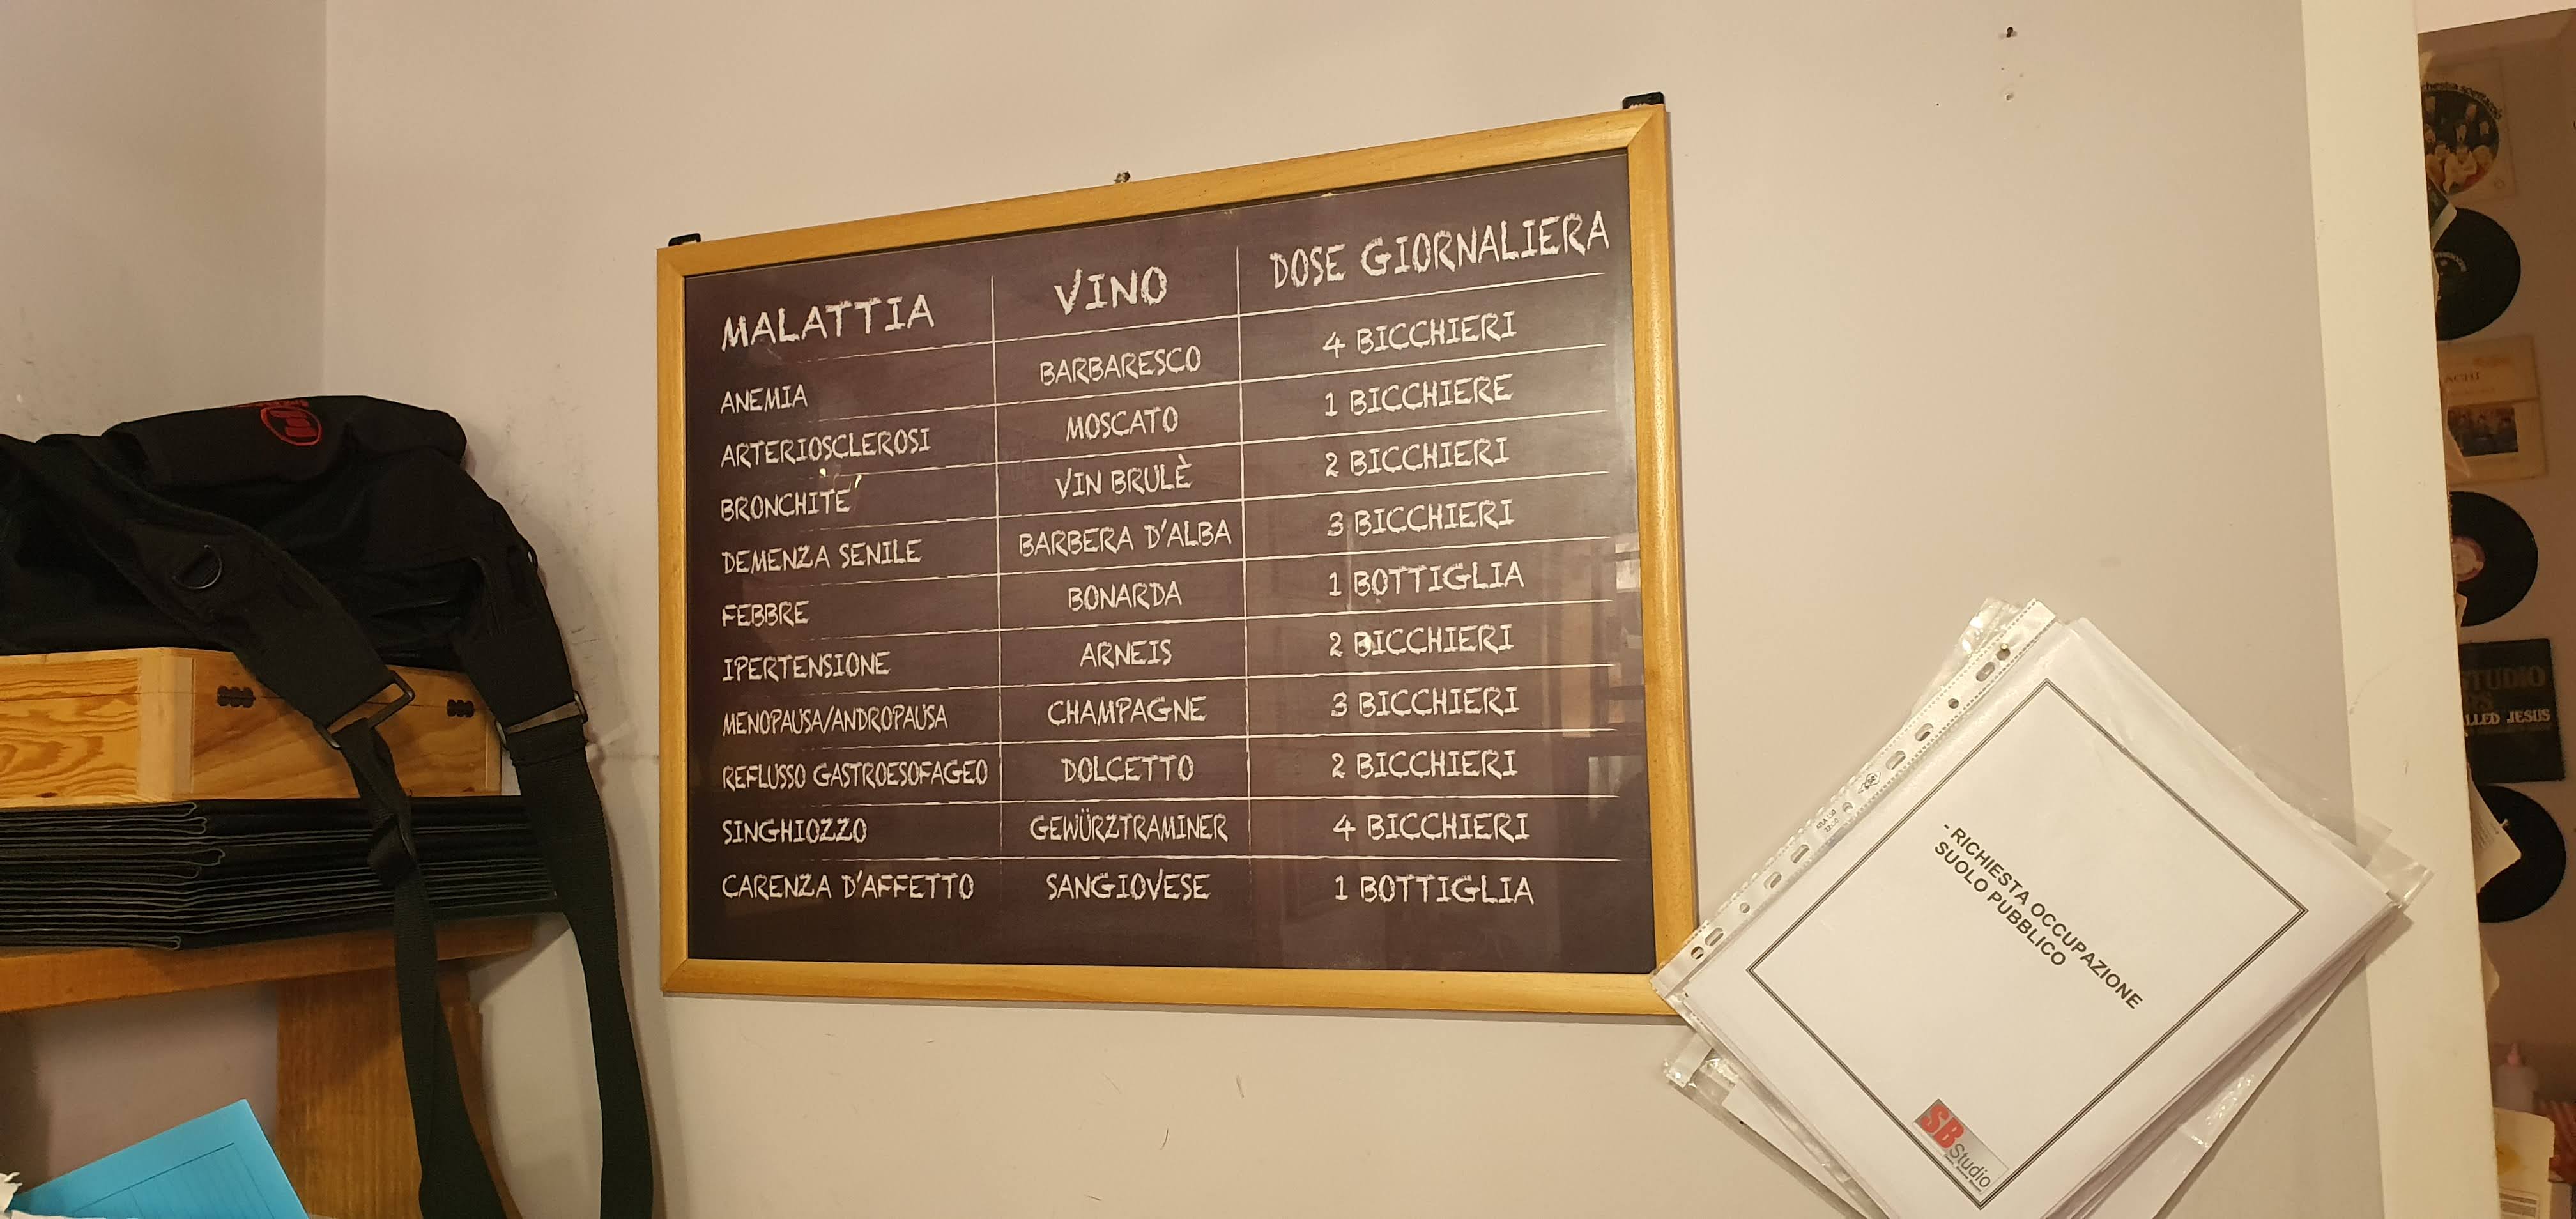 MALATTIA VINO DOSE GIORNALIERA
ANEMIA BARBARESCO 4 BICCHIERI
ARTERIOSCLEROSI MOSCATO 1 BICCHIERE
BRONCHITE VIN BRULÈ 2 BICCHIERI
DEMENZA SENILE BARBERA D'ALBA 3 BICCHIERI
FEBBRE BONARDA 1 BOTTIGLIA
IPERTENSIONE ARNEIS 2 BICCHIERI
MENOPAUSA/ANDROPAUSA CHAMPAGNE 3 BICCHIERI
REFLUSSO GASTROESOFAGEO DOLCETTO 2 BICCHIERI
SINGHIOZZO GEWÜRZTRAMINER 4 BICCHIERI
CARENZA D'AFFETTO SANGIOVESE 1 BOTTIGLIA
- RICHIESTA OCCUPAZIONE
SUOLO PUBBLICO
SB
Studio
JESUS